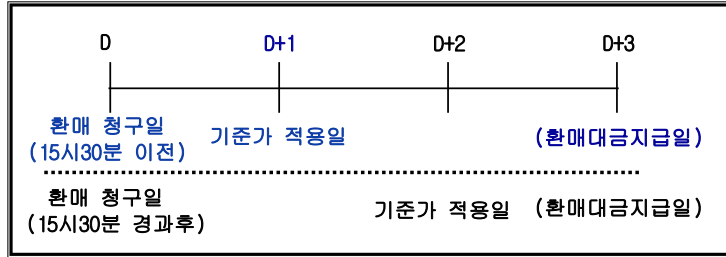 D D+1 D+2 D+3
환매 청구일 기준가 적용일 (환매대금지급일)
(15시30분 이전)
환매 청구일 기준가 적용일 (환매대금지급일)
(15시30분 경과후)